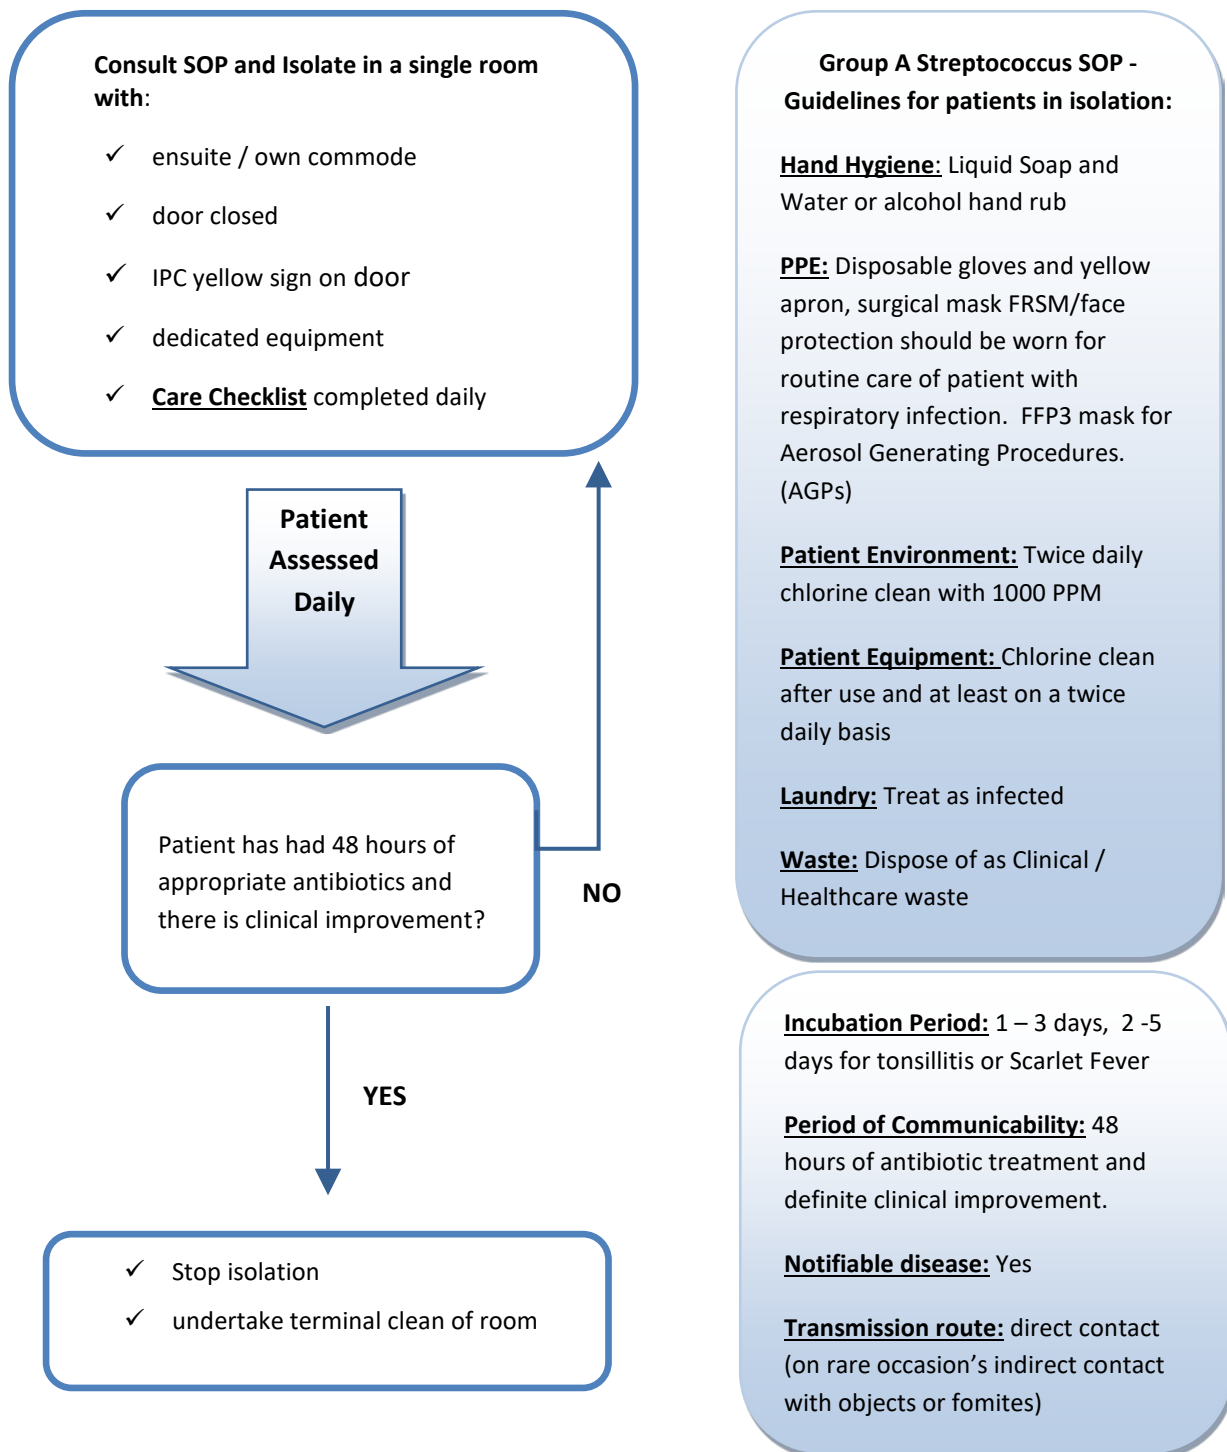 Consult SOP and Isolate in a single room
with:
✓ ensuite / own commode
✓ door closed
✓ IPC yellow sign on door
✓ dedicated equipment
✓ Care Checklist completed daily
Patient
Assessed
Daily
Patient has had 48 hours of
appropriate antibiotics and
there is clinical improvement?
NO
YES
✓ Stop isolation
✓ undertake terminal clean of room
Group A Streptococcus SOP -
Guidelines for patients in isolation:
Hand Hygiene: Liquid Soap and
Water or alcohol hand rub
PPE: Disposable gloves and yellow
apron, surgical mask FRSM/face
protection should be worn for
routine care of patient with
respiratory infection.  FFP3 mask for
Aerosol Generating Procedures.
(AGPs)
Patient Environment: Twice daily
chlorine clean with 1000 PPM
Patient Equipment: Chlorine clean
after use and at least on a twice
daily basis
Laundry: Treat as infected
Waste: Dispose of as Clinical /
Healthcare waste
Incubation Period: 1 – 3 days,  2 -5
days for tonsillitis or Scarlet Fever
Period of Communicability: 48
hours of antibiotic treatment and
definite clinical improvement.
Notifiable disease: Yes
Transmission route: direct contact
(on rare occasion’s indirect contact
with objects or fomites)